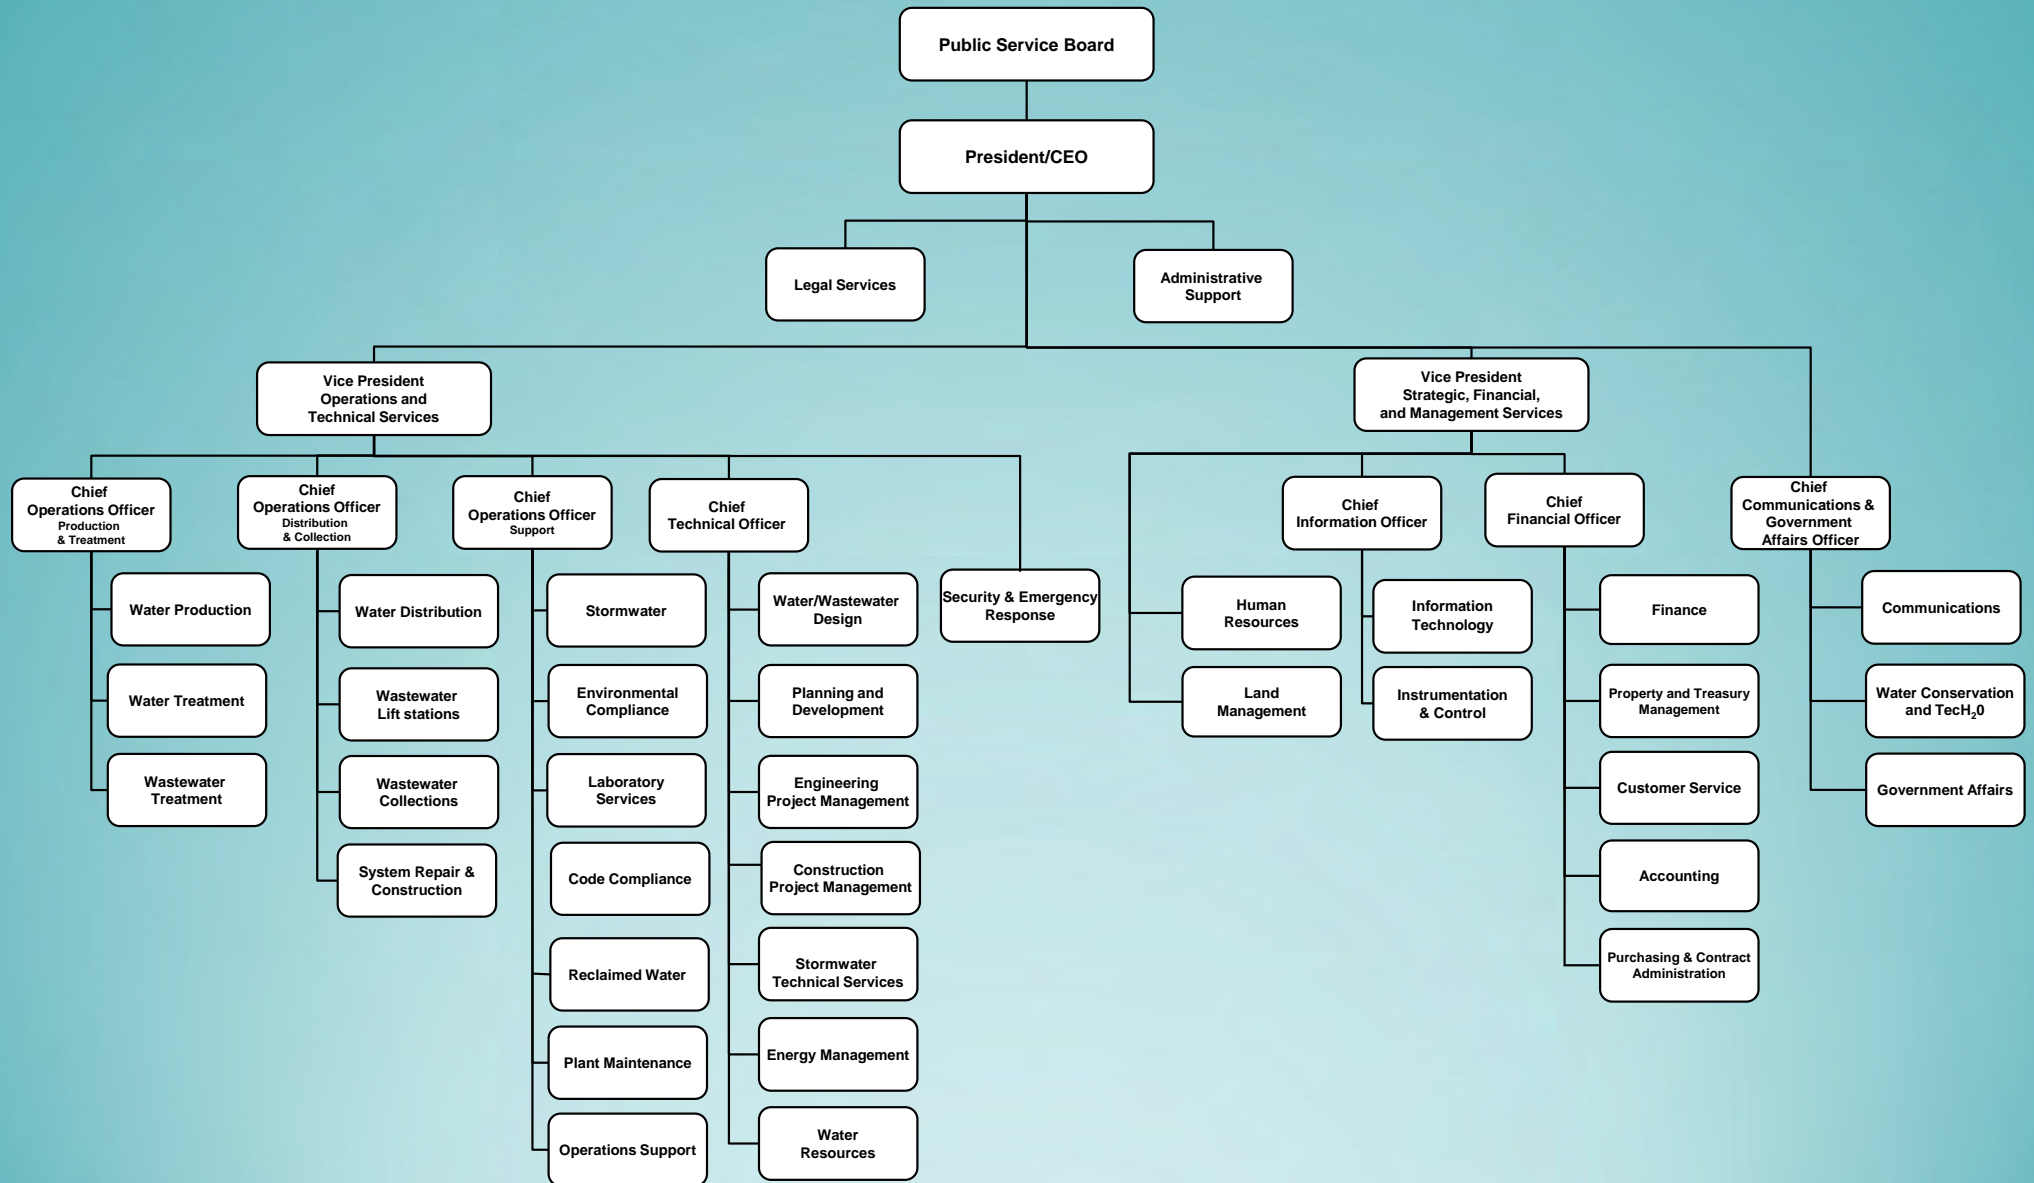 Public Service Board
President/CEO
Legal Services
Administrative
Support
Vice President
Operations and
Technical Services
Vice President
Strategic, Financial,
and Management Services
Chief
Operations Officer
Production
& Treatment
Chief
Operations Officer
Distribution
& Collection
Chief
Operations Officer
Support
Chief
Technical Officer
Chief
Information Officer
Chief
Financial Officer
Chief
Communications &
Government
Affairs Officer
Water Production
Water Treatment
Wastewater
Treatment
Water Distribution
Wastewater
Lift stations
Wastewater
Collections
System Repair &
Construction
Stormwater
Environmental
Compliance
Laboratory
Services
Code Compliance
Reclaimed Water
Plant Maintenance
Operations Support
Water/Wastewater
Design
Planning and
Development
Engineering
Project Management
Construction
Project Management
Stormwater
Technical Services
Energy Management
Water
Resources
Security & Emergency
Response
Human
Resources
Land
Management
Information
Technology
Instrumentation
& Control
Finance
Property and Treasury
Management
Customer Service
Accounting
Purchasing & Contract
Administration
Communications
Water Conservation
and TecH₂0
Government Affairs